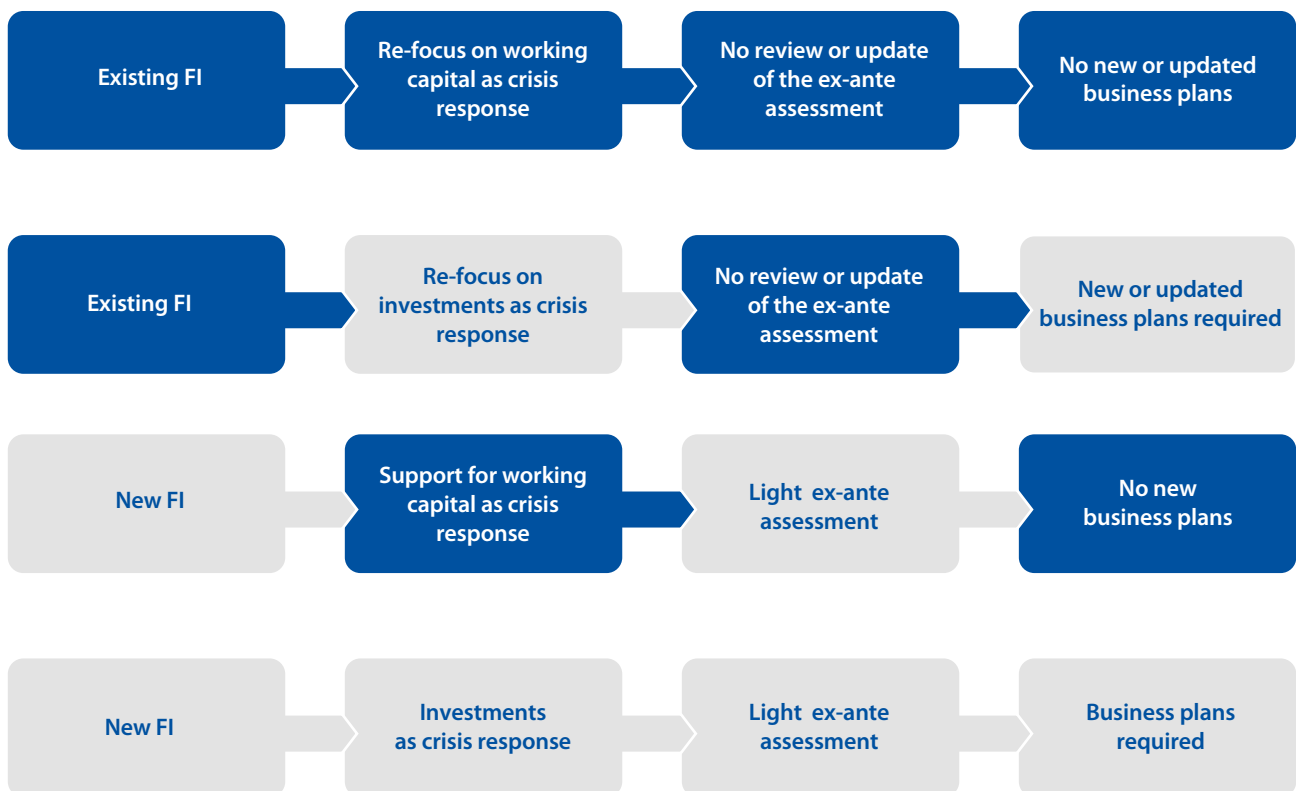 Existing FI
Re-focus on working
capital as crisis
response
No review or update
of the ex-ante
assessment
No new or updated
business plans
Existing FI
Re-focus on
investments as crisis
response
No review or update
of the ex-ante
assessment
New or updated
business plans required
New FI
Support for working
capital as crisis
response
Light ex-ante
assessment
No new
business plans
New FI
Investments
as crisis response
Light ex-ante
assessment
Business plans
required